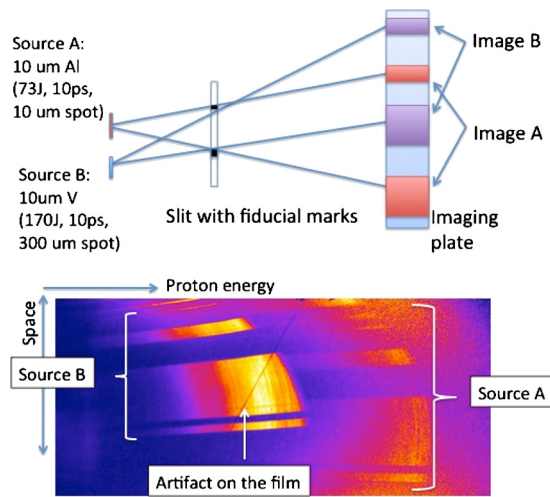 Source A:
10 um Al
(73J, 10ps,
10 um spot)
Source B:
10um V
(170J, 10ps,
300 um spot)
Slit with fiducial marks
Image B
Image A
Imaging
plate
Proton energy
Space
Source B
Source A
Artifact on the film